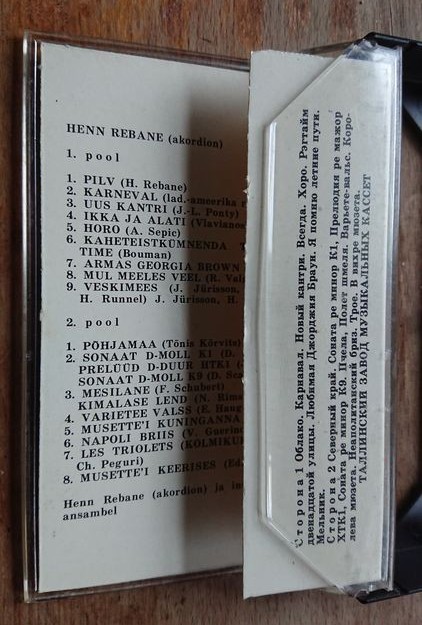 HENN REBANE (akordion)
1. pool
1. PILV (H. Rebane)
2. KARNEVAL (lad.-ameerika
3. UUS KANTRI (J.-L. Ponty)
4. IKKA JA ALATI (Vlavianos
5. HORO (A. Sepic)
6. KAHETEISTKÜMNENDA
TIME (Bouman)
7. ARMAS GEORGIA BROWN
8. MUL MEELES VEEL (R. Val
9. VESKIMEES (J. Jürisson,
H. Runnel) J. Jürisson, H.
2. pool
1. PÕHJAMAA (Tõnis Kõrvits)
2. SONAAT D-MOLL K1 (D.
PRELÜÜD D-DUUR HTK1
SONAAT D-MOLL K9 (D.
3. MESILANE (F. Schubert)
KIMALASE LEND (N. Rim
4. VARIETEE VALSS (E. Haug
5. MUSETTE'I KUNINGANNA
6. NAPOLI BRIIS (V. Guerino
7. LES TRIOLETS (KOLMIKUD
Ch. Peguri)
8. MUSETTE'I KEERISES (Ed.
Henn Rebane (akordion) ja
ansambel
Сторона 1 Облако. Карнавал. Новый кантри. Всегда. Хоро. Рэгтайм
двенадцатой улицы. Любимая Джорджия Браун. Я помню летние пути.
Мельник.
Сторона 2 Северный край. Соната ре минор К1, Прелюдия ре мажор
ХТК1, Соната ре минор К9. Пчела, Полет шмеля. Варьете-вальс. Коро-
лева мюзета. Неаполитанский бриз. Трое. В вихре мюзета.
ТАЛЛИНСКИЙ ЗАВОД МУЗЫКАЛЬНЫХ КАССЕТ